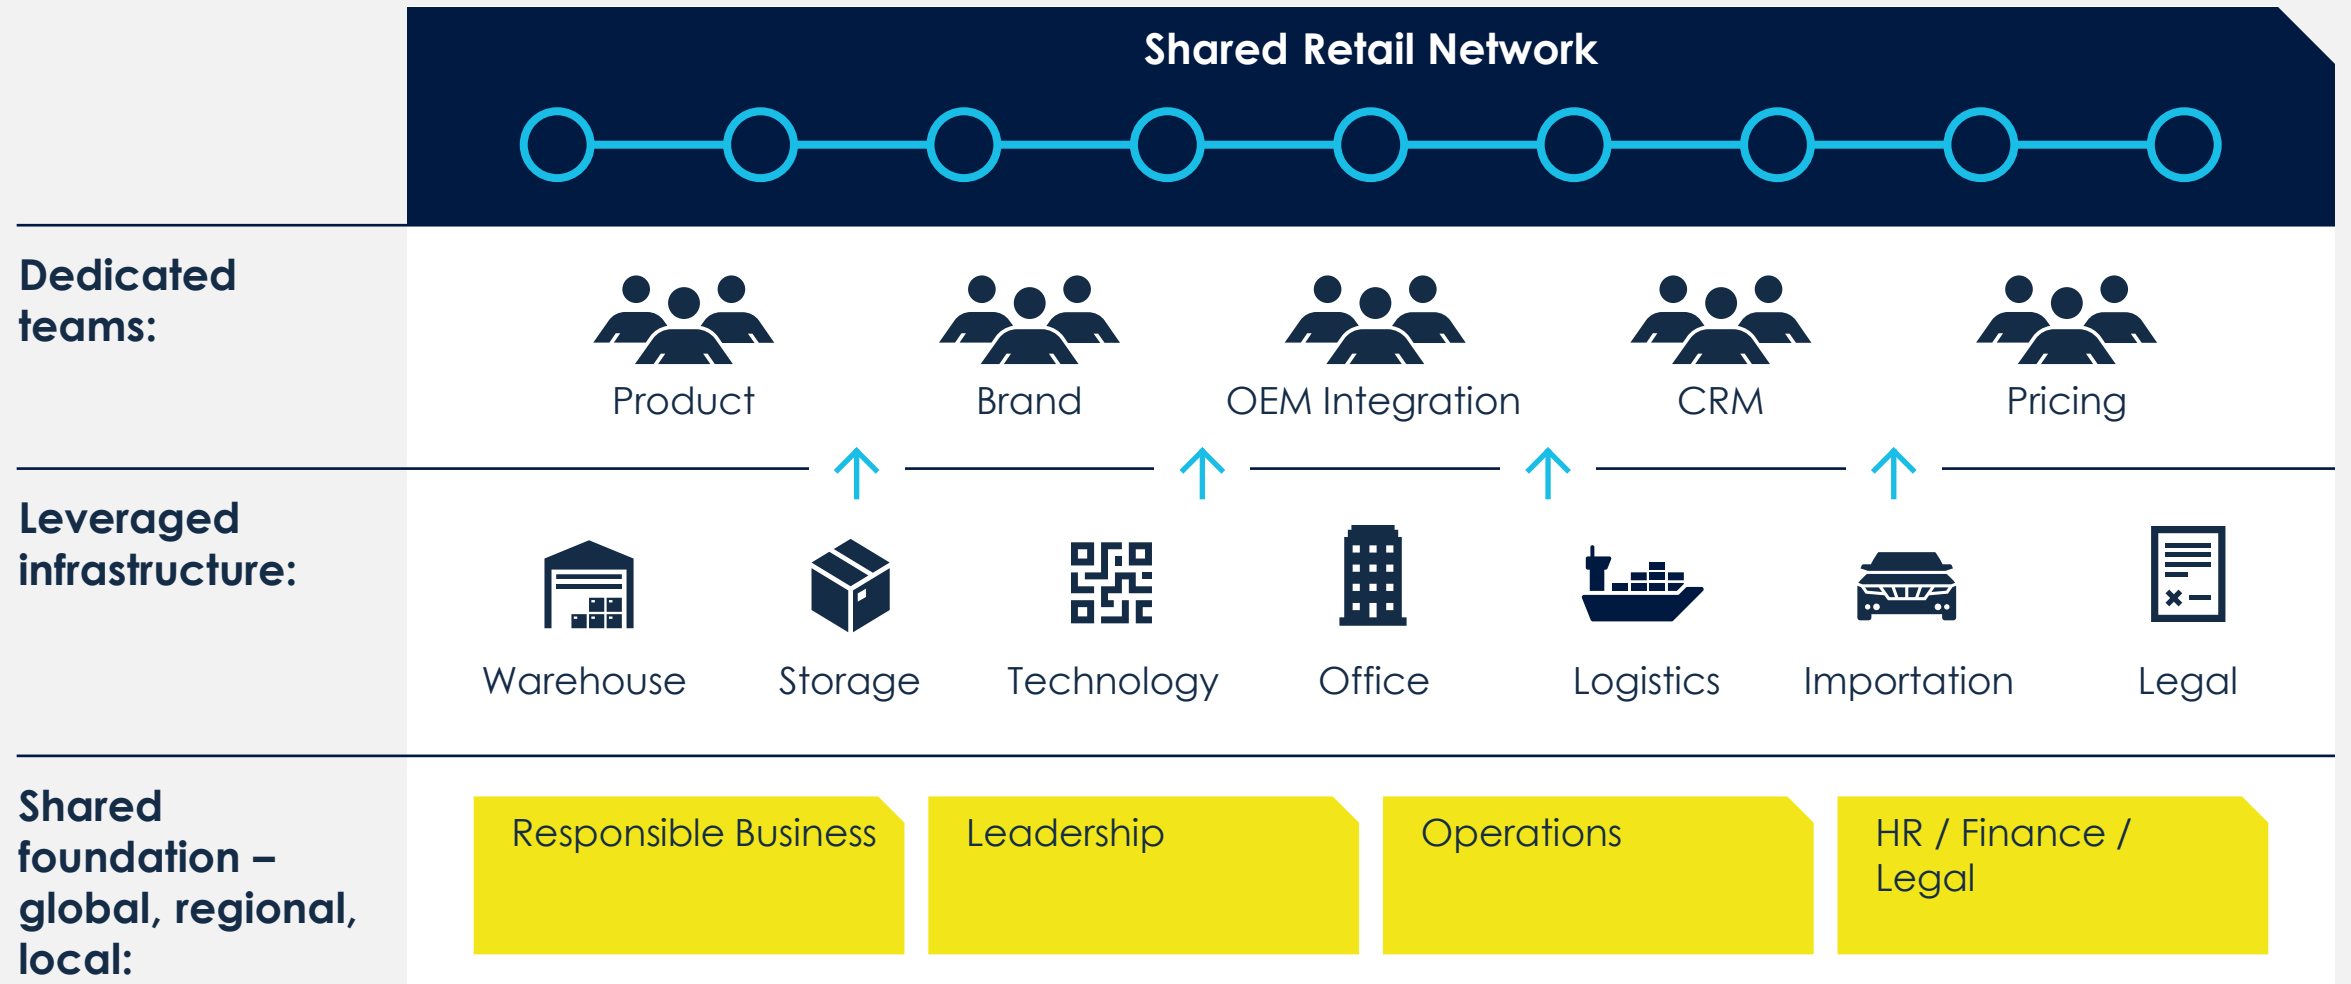 Shared Retail Network
Dedicated
teams:
Product
Brand
OEM Integration
CRM
Pricing
Leveraged
infrastructure:
Warehouse
Storage
Technology
Office
Logistics
Importation
Legal
Shared
foundation –
global, regional,
local:
Responsible Business
Leadership
Operations
HR / Finance /
Legal